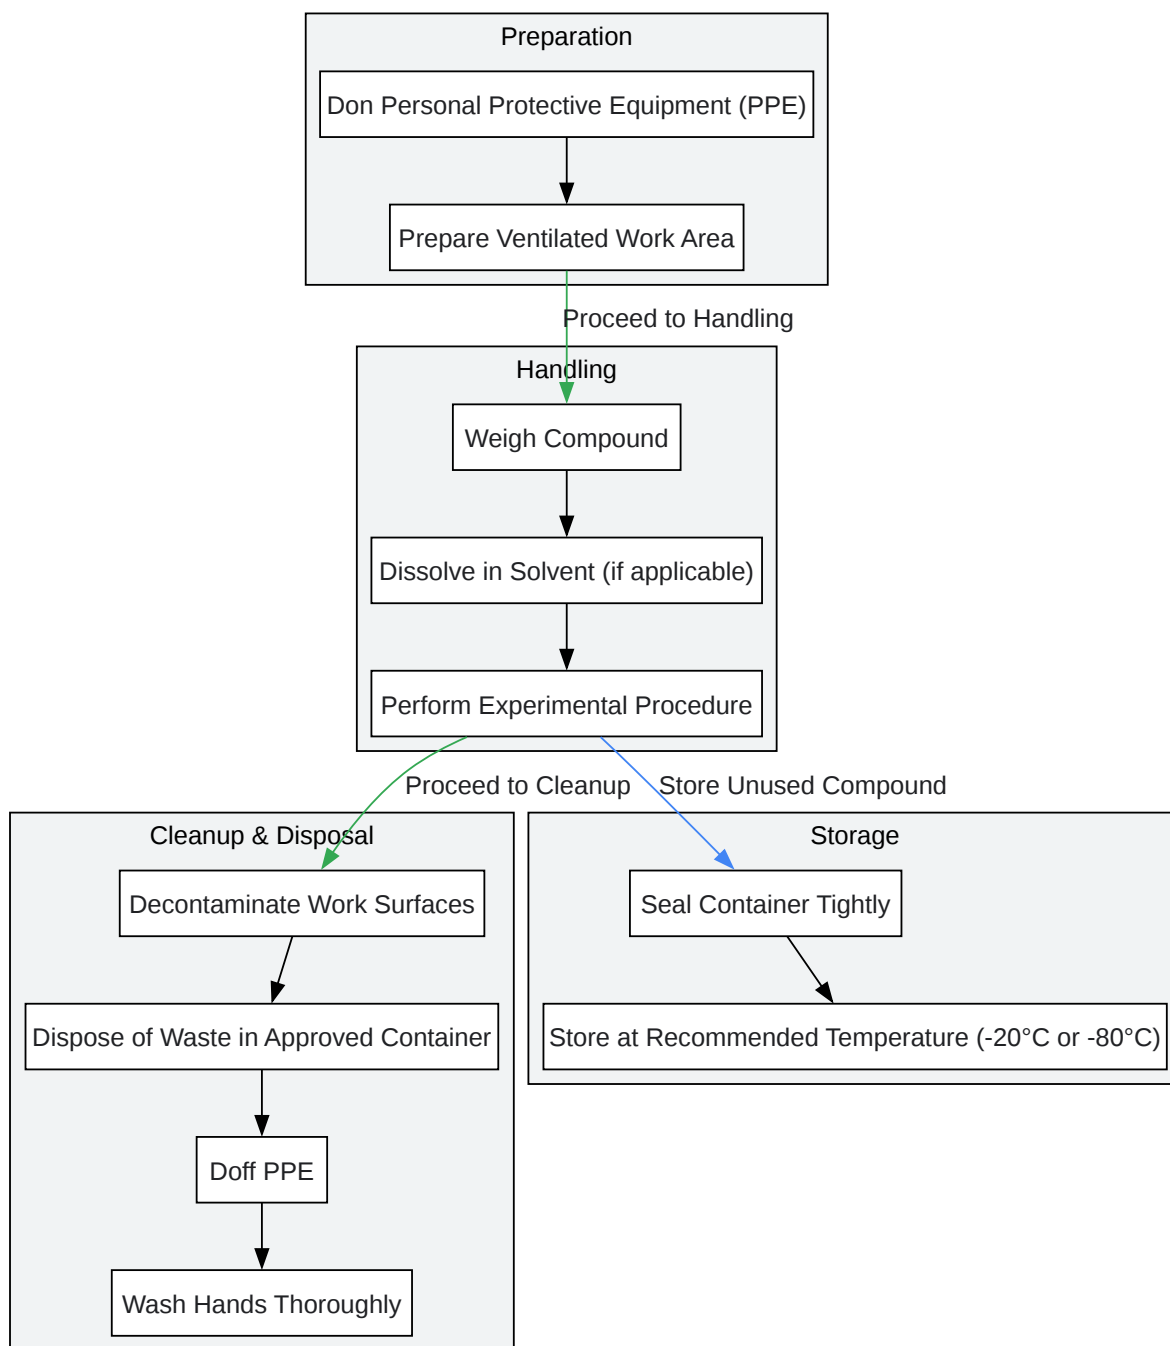 Preparation
Don Personal Protective Equipment (PPE)
Prepare Ventilated Work Area
Proceed to Handling
Handling
Weigh Compound
Dissolve in Solvent (if applicable)
Perform Experimental Procedure
Proceed to Cleanup
Store Unused Compound
Cleanup & Disposal
Decontaminate Work Surfaces
Dispose of Waste in Approved Container
Doff PPE
Wash Hands Thoroughly
Storage
Seal Container Tightly
Store at Recommended Temperature (-20°C or -80°C)